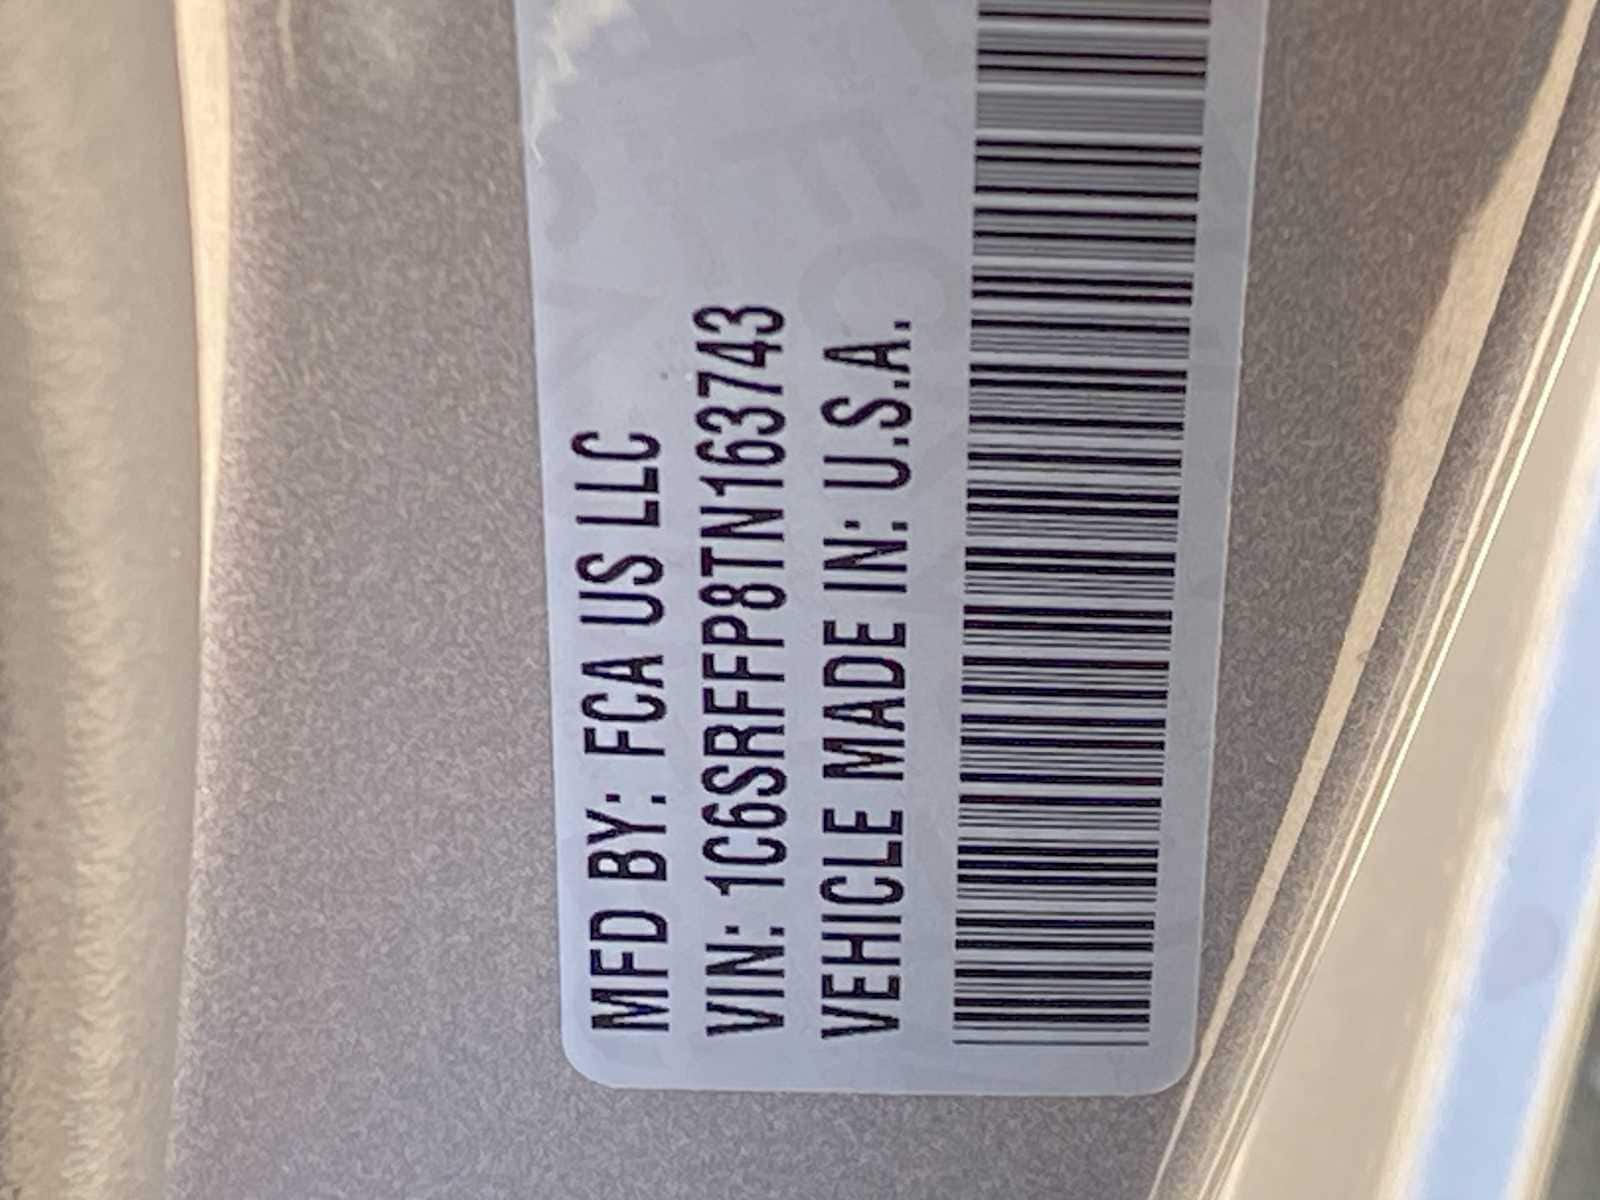 MFD BY: FCA US LLC
VIN: 1C6SRFFP8TN163743
VEHICLE MADE IN: U.S.A.